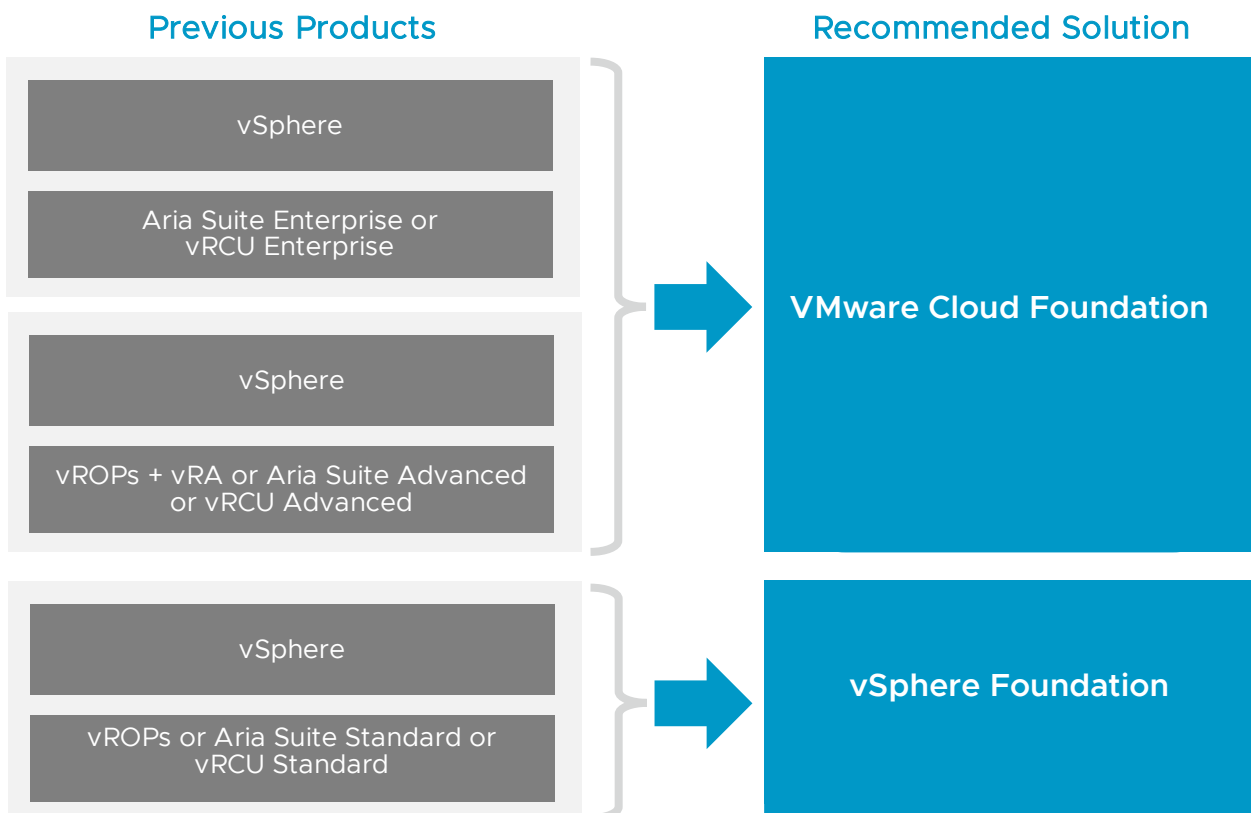 Previous Products
Recommended Solution
vSphere
Aria Suite Enterprise or
vRCU Enterprise
vSphere
vROPs + vRA or Aria Suite Advanced
or vRCU Advanced
VMware Cloud Foundation
vSphere
vROPs or Aria Suite Standard or
vRCU Standard
vSphere Foundation